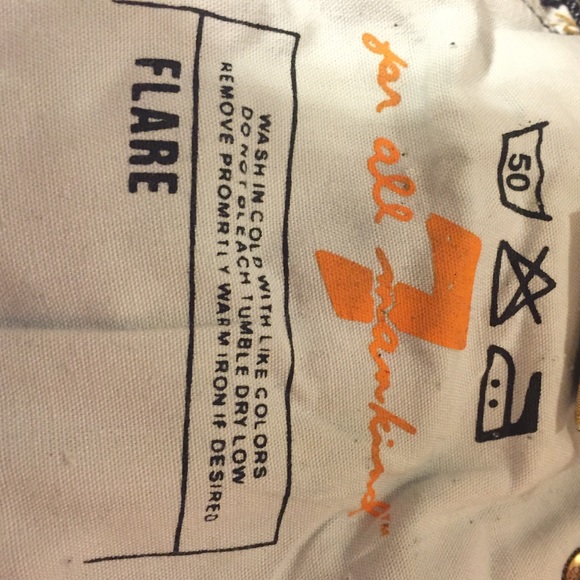 50
7
for all mankind™
WASH IN COLD WITH LIKE COLORS
DO NOT BLEACH TUMBLE DRY LOW
REMOVE PROMRTLY WARM IRON IF DESIRED
FLARE